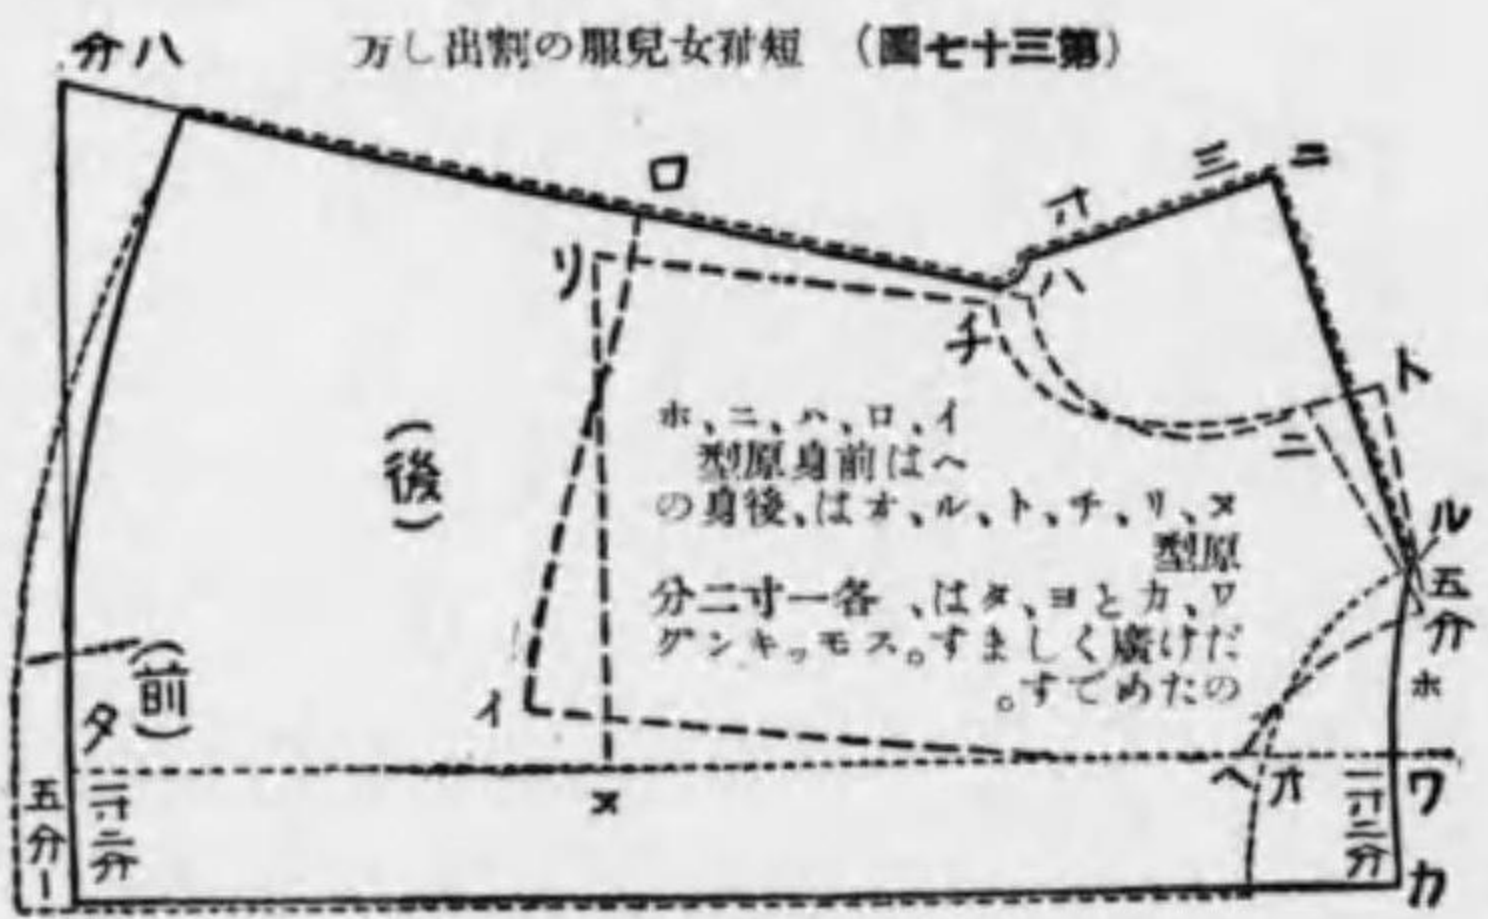 （第三十七圖） 短袖女兒服の割出し方
八分
ロ
三寸
ニ
リ
ハ
チ
ト
ニ
イ、ロ、ハ、ニ、ホ
ヘは前身原型
ヌ、リ、チ、ト、ル、オは、後身の
原型
ワ、カとヨ、タは、各一寸二分
だけ廣くします。スモッキング
のためです。
（後）
ル
五分
ホ
（前）
イ
タ
ヌ
ヘ
オ
ワ
五分
一寸二分
一寸二分
カ